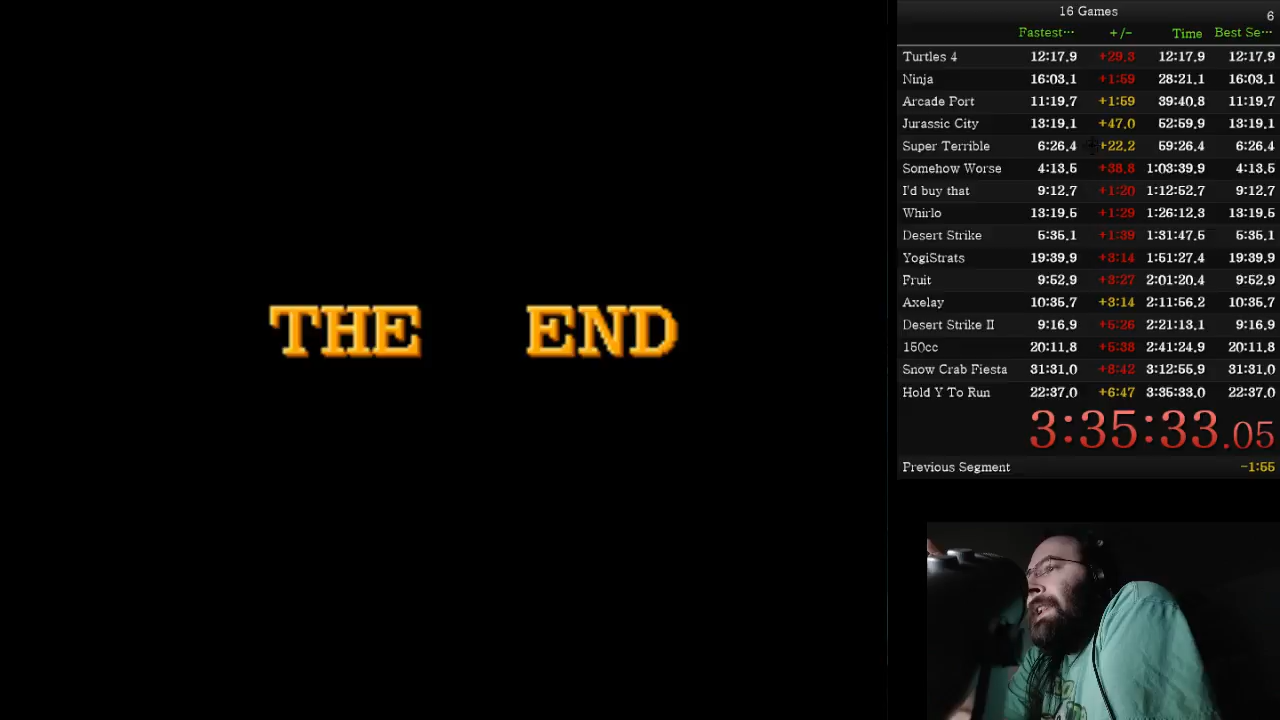 16 Games
6
Fastest… +/- Time Best Se…
Turtles 4 12:17.9 +29.3 12:17.9 12:17.9
Ninja 16:03.1 +1:59 28:21.1 16:03.1
Arcade Port 11:19.7 +1:59 39:40.8 11:19.7
Jurassic City 13:19.1 +47.0 52:59.9 13:19.1
Super Terrible 6:26.4 +22.2 59:26.4 6:26.4
Somehow Worse 4:13.5 +38.8 1:03:39.9 4:13.5
I'd buy that 9:12.7 +1:20 1:12:52.7 9:12.7
Whirlo 13:19.5 +1:29 1:26:12.3 13:19.5
Desert Strike 5:35.1 +1:39 1:31:47.5 5:35.1
YogiStrats 19:39.9 +3:14 1:51:27.4 19:39.9
Fruit 9:52.9 +3:27 2:01:20.4 9:52.9
Axelay 10:35.7 +3:14 2:11:56.2 10:35.7
Desert Strike II 9:16.9 +5:26 2:21:13.1 9:16.9
150cc 20:11.8 +5:38 2:41:24.9 20:11.8
Snow Crab Fiesta 31:31.0 +8:42 3:12:55.9 31:31.0
Hold Y To Run 22:37.0 +6:47 3:35:33.0 22:37.0
3:35:33.05
Previous Segment -1:55
THE END